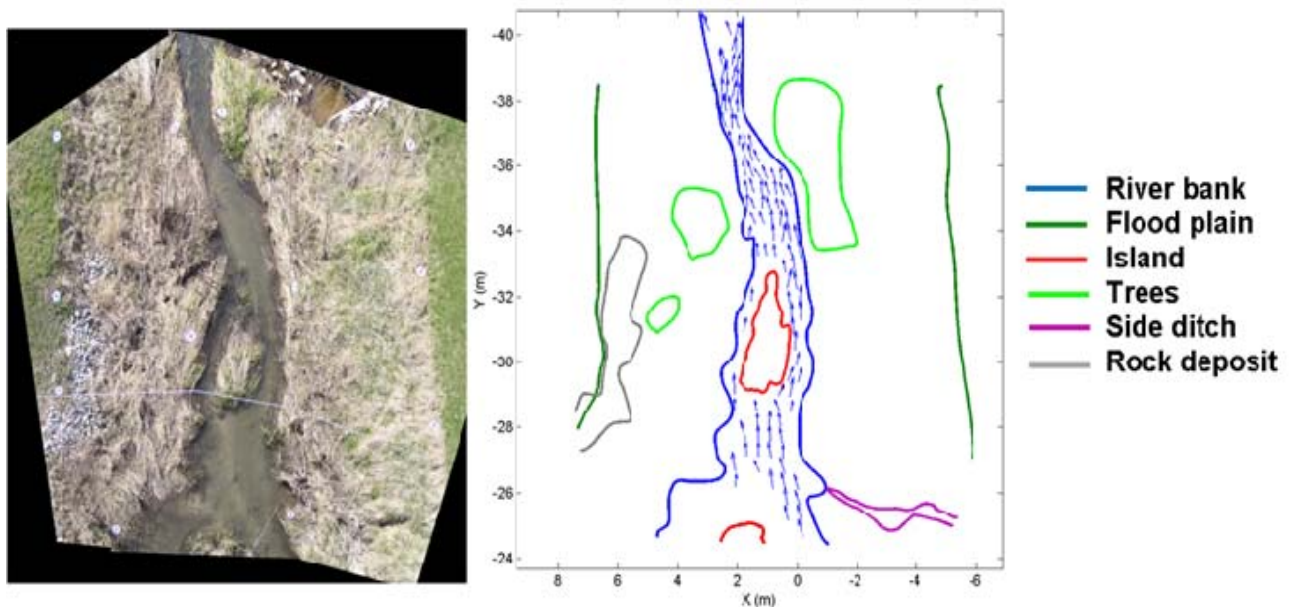 -40
-38
-36
-34
-32
-30
-28
-26
-24
Y (m)
8 6 4 2 0 -2 -4 -6
X (m)
River bank
Flood plain
Island
Trees
Side ditch
Rock deposit